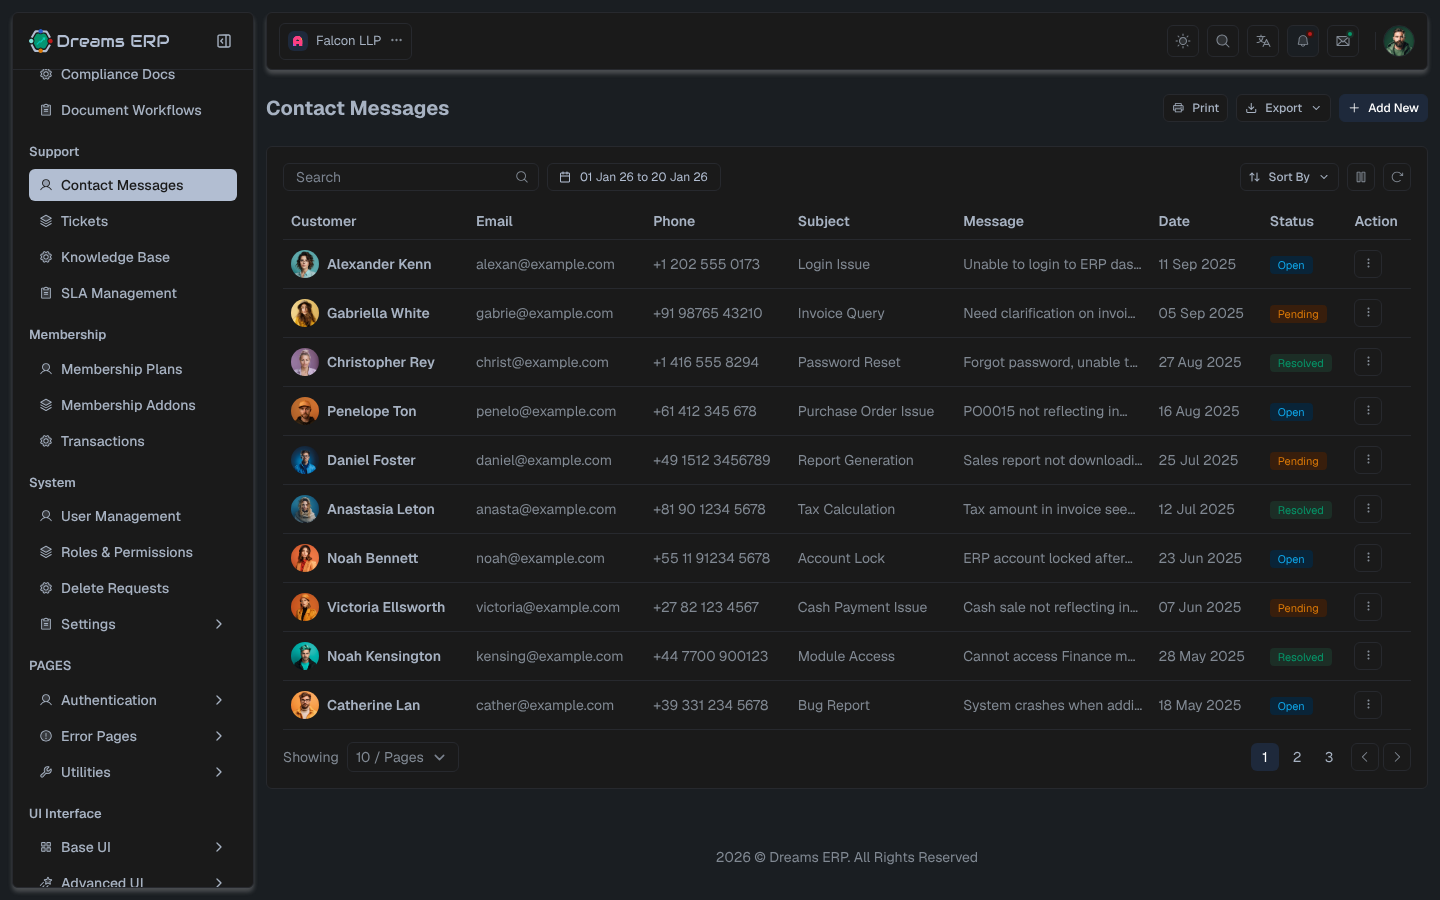 Dreams ERP
Compliance Docs
Document Workflows
Support
Contact Messages
Tickets
Knowledge Base
SLA Management
Membership
Membership Plans
Membership Addons
Transactions
System
User Management
Roles & Permissions
Delete Requests
Settings
PAGES
Authentication
Error Pages
Utilities
UI Interface
Base UI
Advanced UI
Falcon LLP
Contact Messages
Print
Export
Add New
Search
01 Jan 26 to 20 Jan 26
Sort By
Customer Email Phone Subject Message Date Status Action
Alexander Kenn alexan@example.com +1 202 555 0173 Login Issue Unable to login to ERP das... 11 Sep 2025 Open
Gabriella White gabrie@example.com +91 98765 43210 Invoice Query Need clarification on invoi... 05 Sep 2025 Pending
Christopher Rey christ@example.com +1 416 555 8294 Password Reset Forgot password, unable t... 27 Aug 2025 Resolved
Penelope Ton penelo@example.com +61 412 345 678 Purchase Order Issue PO0015 not reflecting in... 16 Aug 2025 Open
Daniel Foster daniel@example.com +49 1512 3456789 Report Generation Sales report not downloadi... 25 Jul 2025 Pending
Anastasia Leton anasta@example.com +81 90 1234 5678 Tax Calculation Tax amount in invoice see... 12 Jul 2025 Resolved
Noah Bennett noah@example.com +55 11 91234 5678 Account Lock ERP account locked after... 23 Jun 2025 Open
Victoria Ellsworth victoria@example.com +27 82 123 4567 Cash Payment Issue Cash sale not reflecting in... 07 Jun 2025 Pending
Noah Kensington kensing@example.com +44 7700 900123 Module Access Cannot access Finance m... 28 May 2025 Resolved
Catherine Lan cather@example.com +39 331 234 5678 Bug Report System crashes when addi... 18 May 2025 Open
Showing 10 / Pages
1 2 3
2026 © Dreams ERP. All Rights Reserved